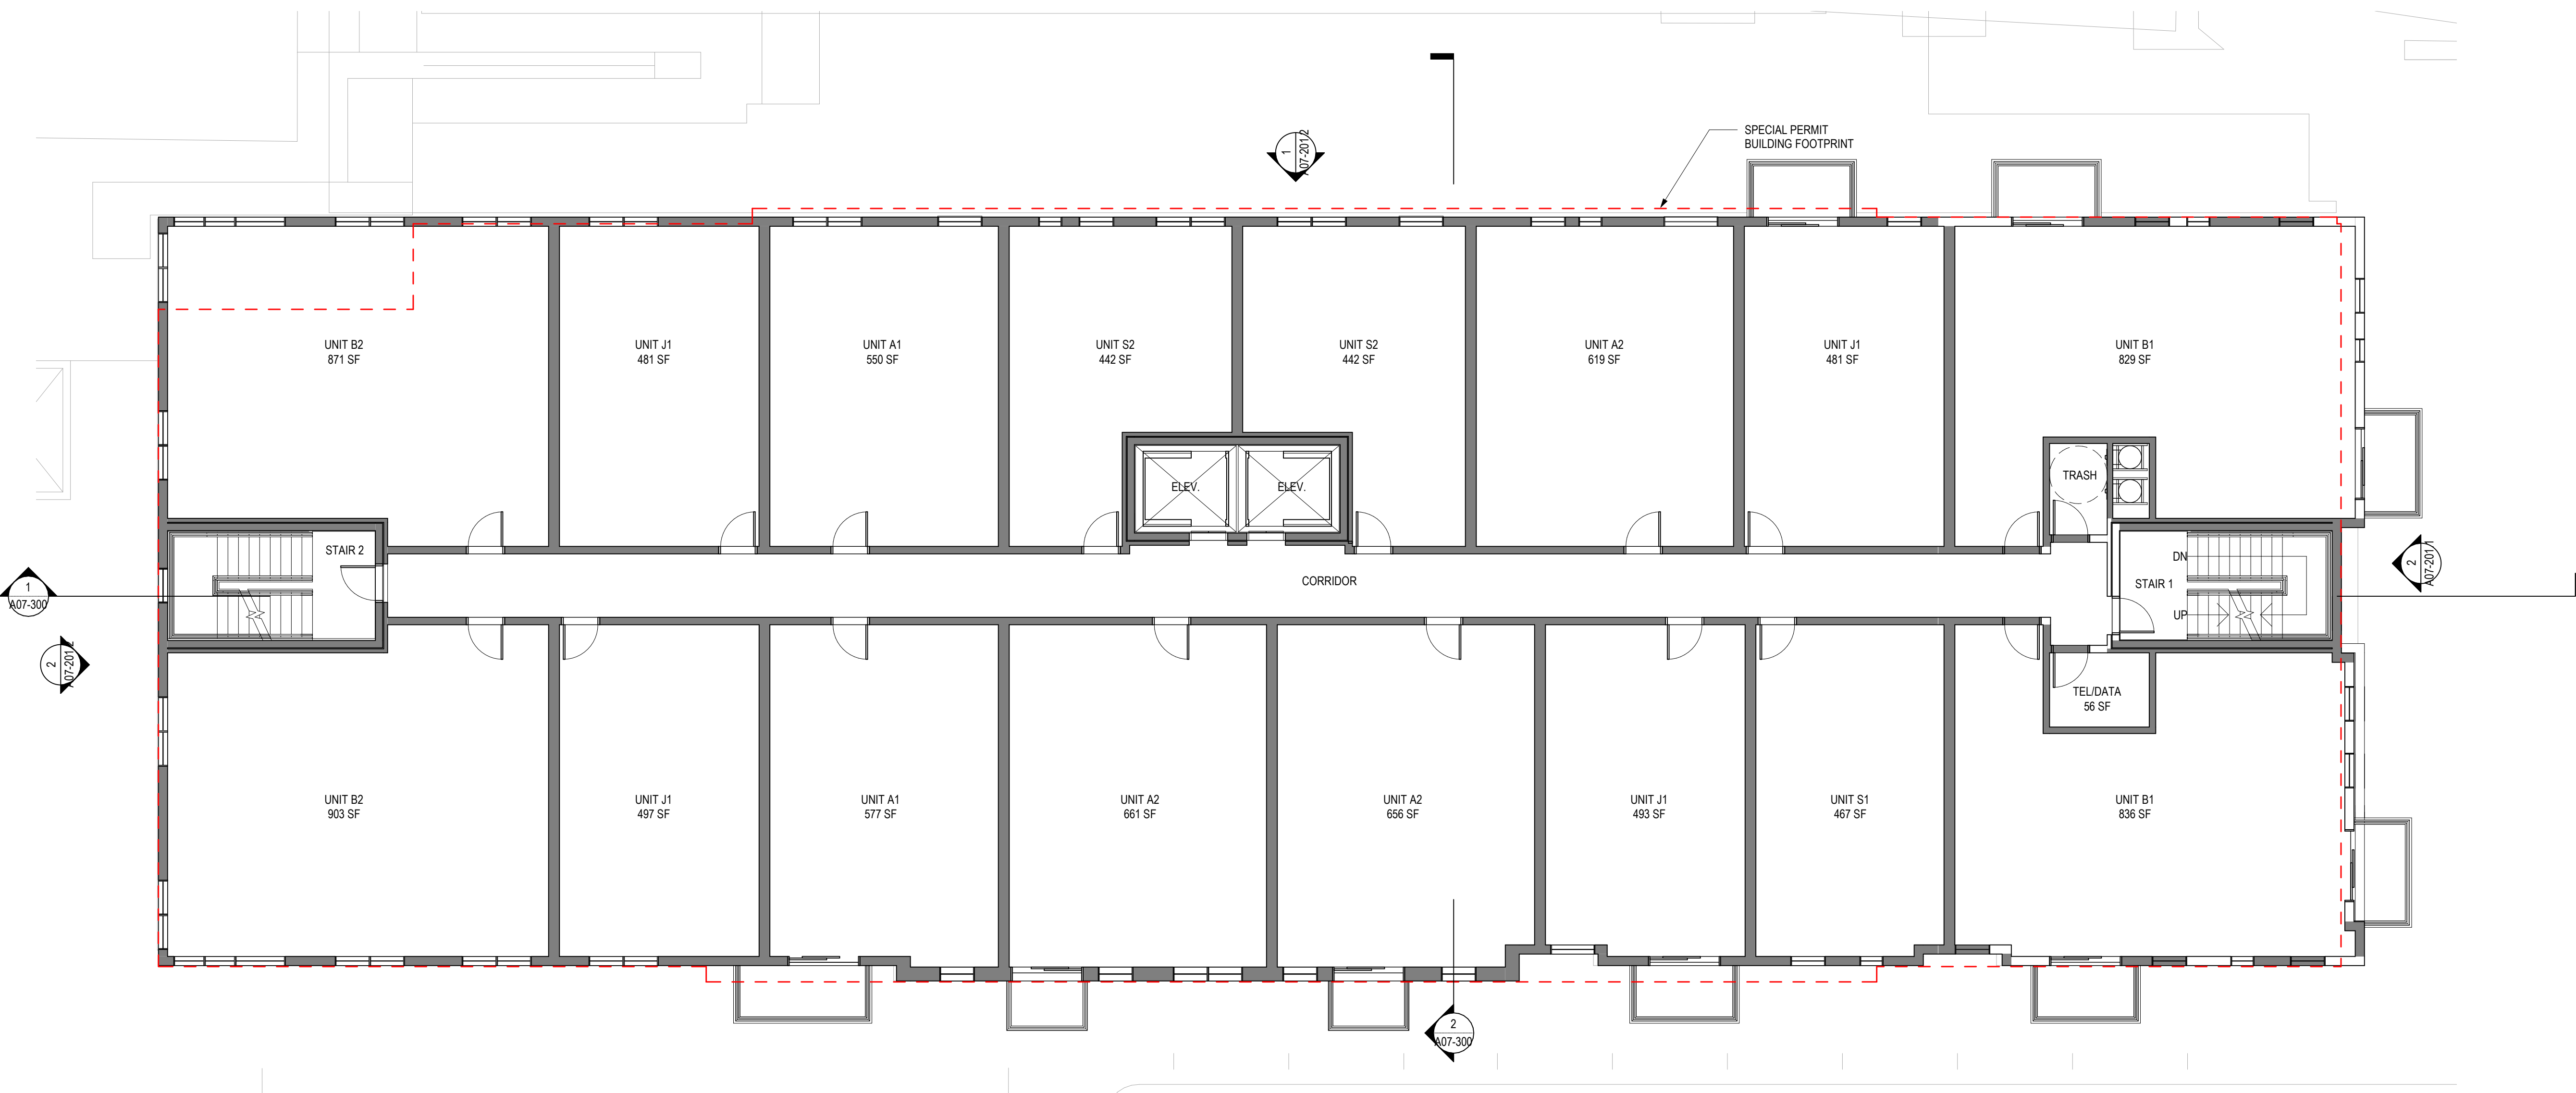 SPECIAL PERMIT
BUILDING FOOTPRINT
1
A07-201.2
UNIT B2
871 SF
UNIT J1
481 SF
UNIT A1
550 SF
UNIT S2
442 SF
UNIT S2
442 SF
UNIT A2
619 SF
UNIT J1
481 SF
UNIT B1
829 SF
ELEV.
ELEV.
TRASH
STAIR 2
CORRIDOR
DN
STAIR 1
UP
1
A07-300
2
A07-201.1
2
A07-201.2
TEL/DATA
56 SF
UNIT B2
903 SF
UNIT J1
497 SF
UNIT A1
577 SF
UNIT A2
661 SF
UNIT A2
656 SF
UNIT J1
493 SF
UNIT S1
467 SF
UNIT B1
836 SF
2
A07-300